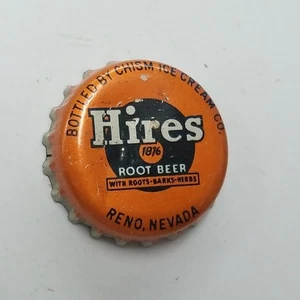 BOTTLED BY CHISM ICE CREAM CO.
Hires
1876
ROOT BEER
WITH ROOTS-BARKS-HERBS
RENO, NEVADA